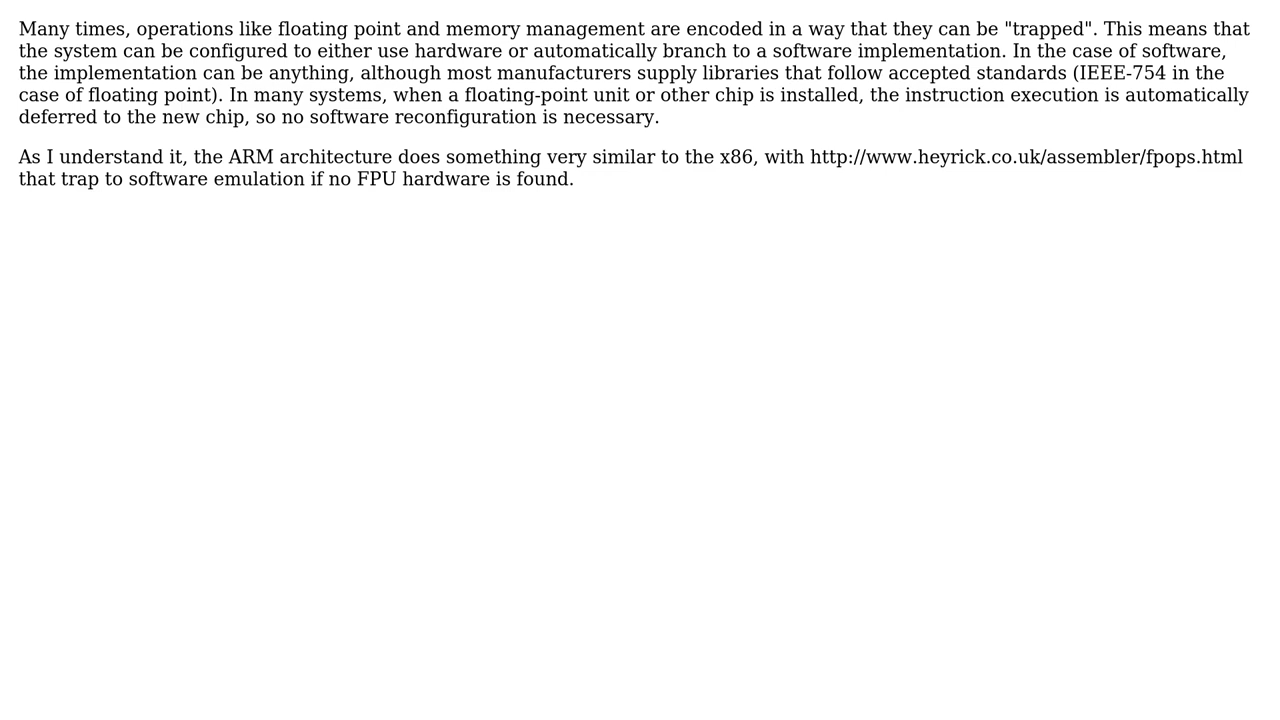 Many times, operations like floating point and memory management are encoded in a way that they can be "trapped". This means that
the system can be configured to either use hardware or automatically branch to a software implementation. In the case of software,
the implementation can be anything, although most manufacturers supply libraries that follow accepted standards (IEEE-754 in the
case of floating point). In many systems, when a floating-point unit or other chip is installed, the instruction execution is automatically
deferred to the new chip, so no software reconfiguration is necessary.
As I understand it, the ARM architecture does something very similar to the x86, with http://www.heyrick.co.uk/assembler/fpops.html
that trap to software emulation if no FPU hardware is found.